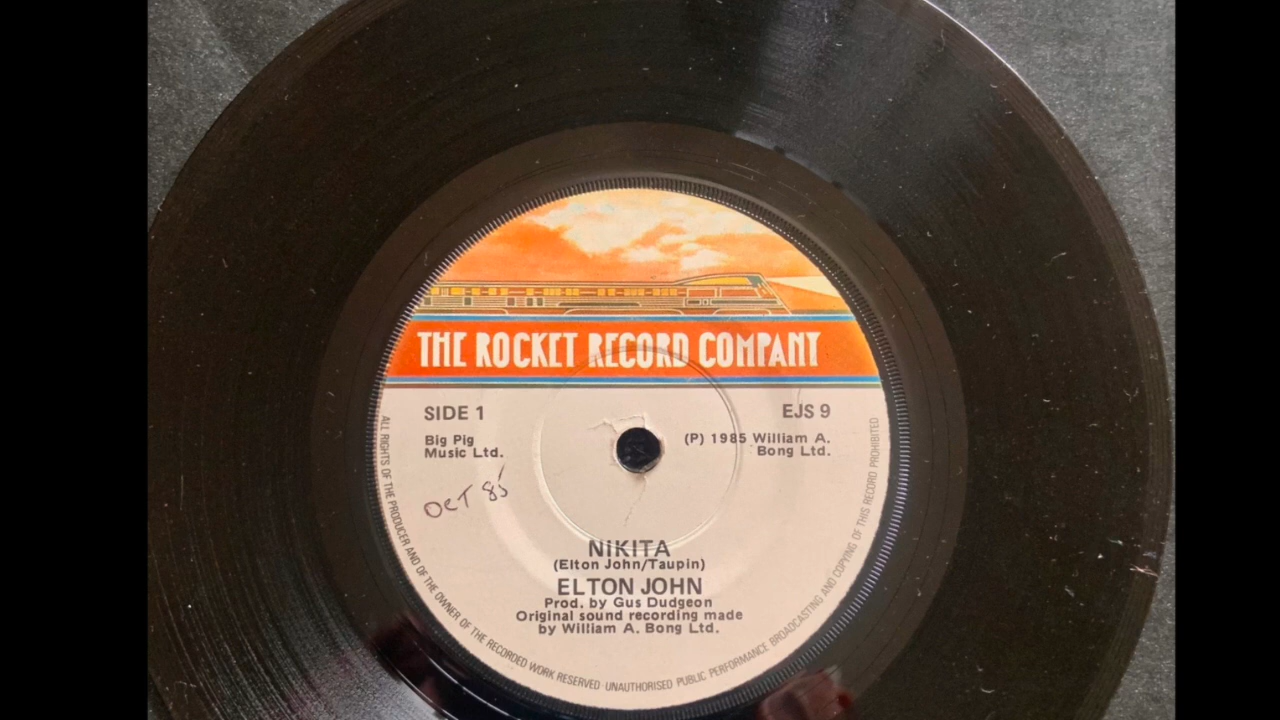 THE ROCKET RECORD COMPANY
SIDE 1
EJS 9
Big Pig
Music Ltd.
(P) 1985 William A.
Bong Ltd.
OCT 85
NIKITA
(Elton John/Taupin)
ELTON JOHN
Prod. by Gus Dudgeon
Original sound recording made
by William A. Bong Ltd.
ALL RIGHTS OF THE PRODUCER AND OF THE OWNER OF THE RECORDED WORK RESERVED UNAUTHORISED PUBLIC PERFORMANCE BROADCASTING AND COPYING OF THIS RECORD PROHIBITED